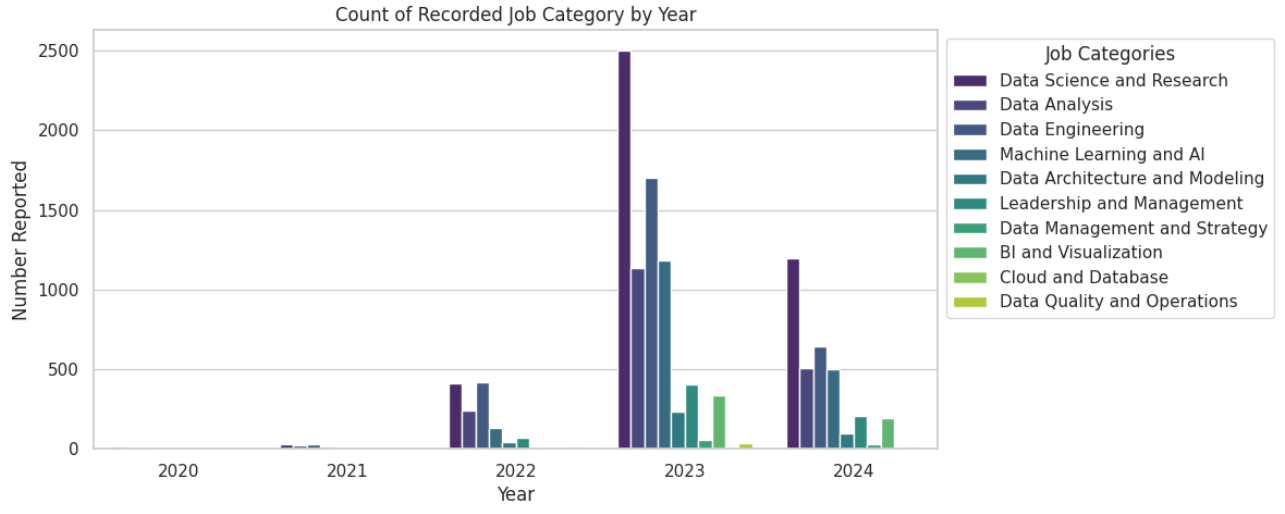 Count of Recorded Job Category by Year
Number Reported
2500
2000
1500
1000
500
0
2020
2021
2022
2023
2024
Year
Job Categories
Data Science and Research
Data Analysis
Data Engineering
Machine Learning and AI
Data Architecture and Modeling
Leadership and Management
Data Management and Strategy
BI and Visualization
Cloud and Database
Data Quality and Operations